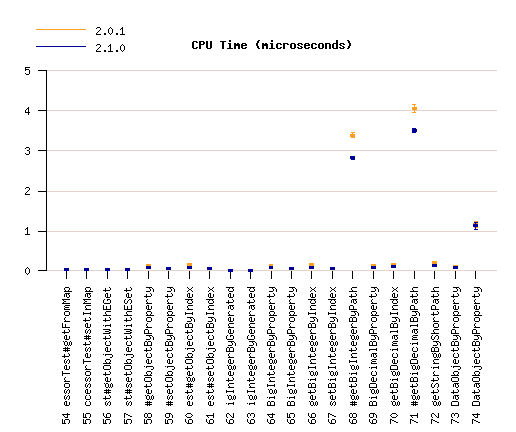 2.0.1
2.1.0
CPU Time (microseconds)
5
4
3
2
1
0
54 cessorTest#getFromMap
55 ccessorTest#setInMap
56 st#getObjectWithEGet
57 st#setObjectWithESet
58 #getObjectByProperty
59 #setObjectByProperty
60 est#getObjectByIndex
61 est#setObjectByIndex
62 igIntegerByGenerated
63 igIntegerByGenerated
64 BigIntegerByProperty
65 BigIntegerByProperty
66 getBigIntegerByIndex
67 setBigIntegerByIndex
68 #getBigIntegerByPath
69 BigDecimalByProperty
70 getBigDecimalByIndex
71 #getBigDecimalByPath
72 getStringByShortPath
73 DataObjectByProperty
74 DataObjectByProperty